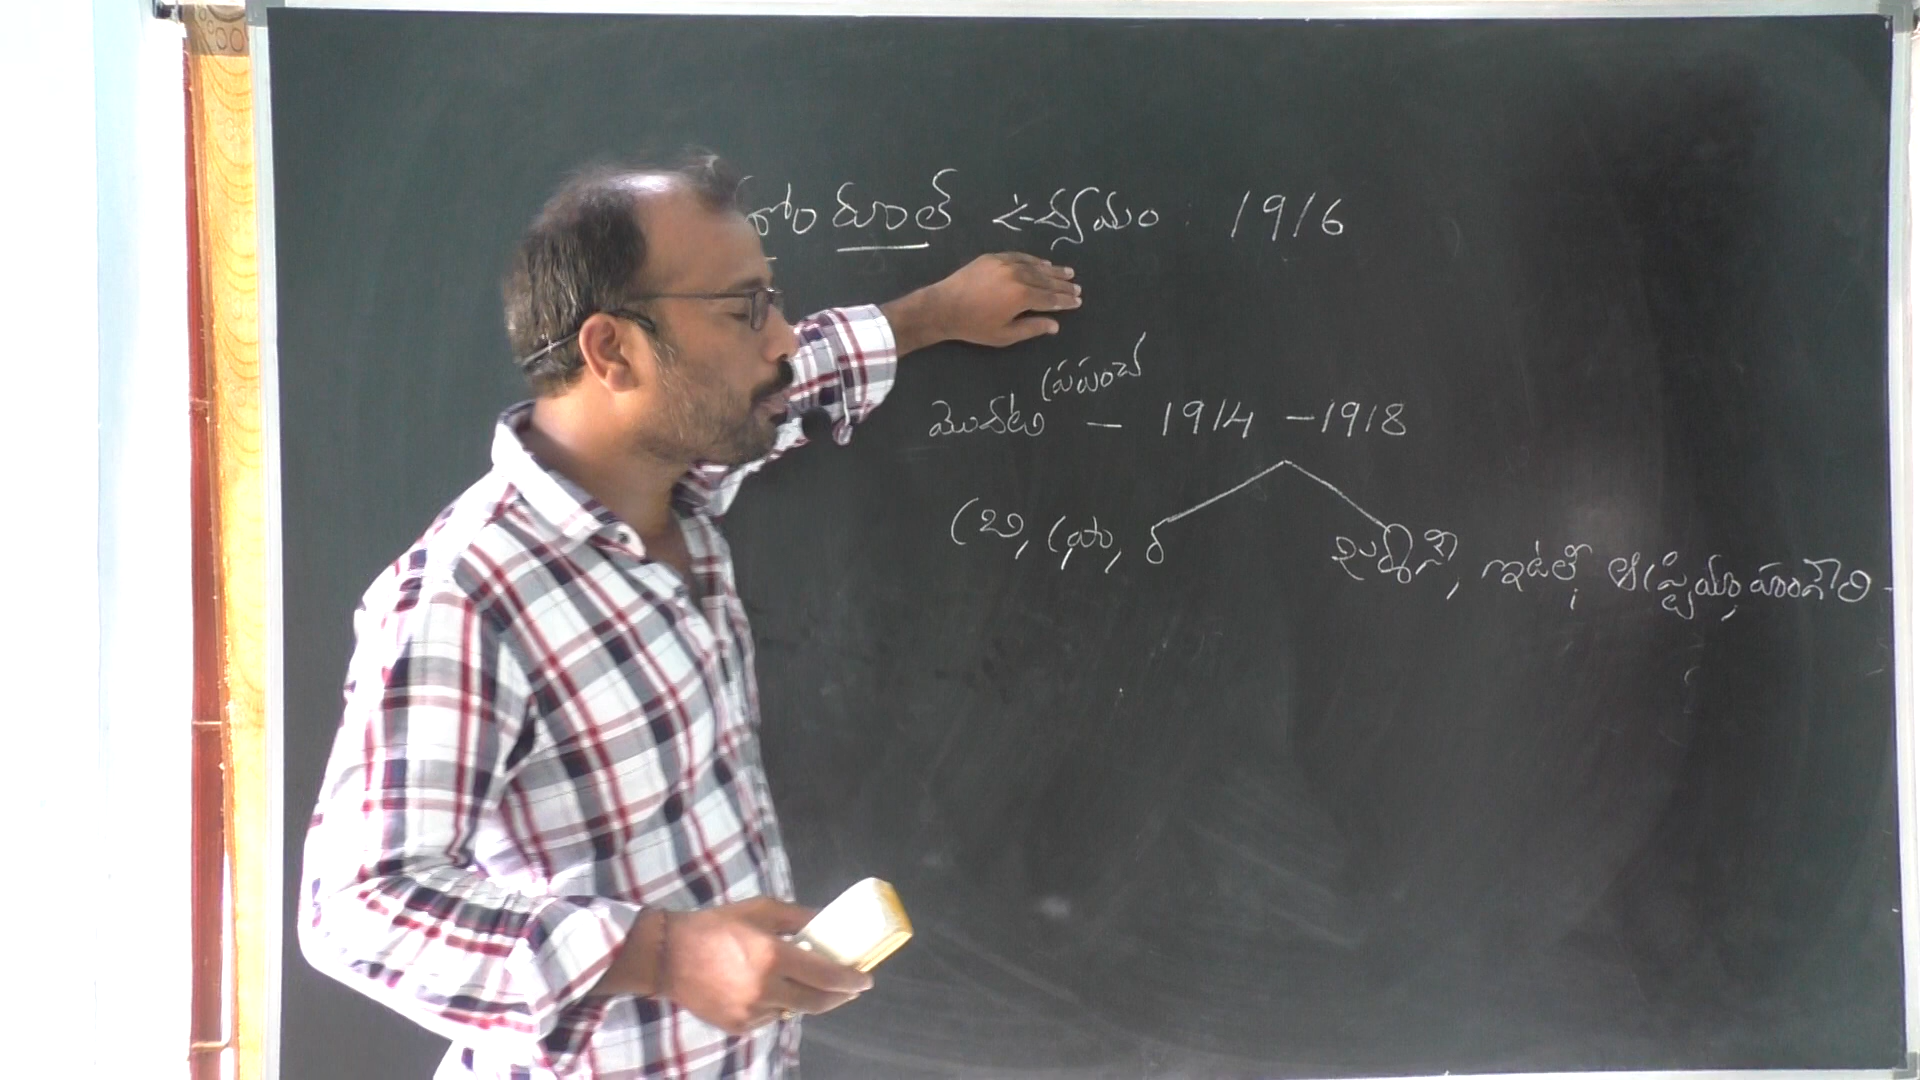 హోం రూల్ ఉద్యమం : 1916
ప్రపంచ
మొదటి – 1914 – 1918
బ్రి, ఫ్రా, ర
జర్మనీ, ఇటలీ, ఆస్ట్రియా, హంగేరి